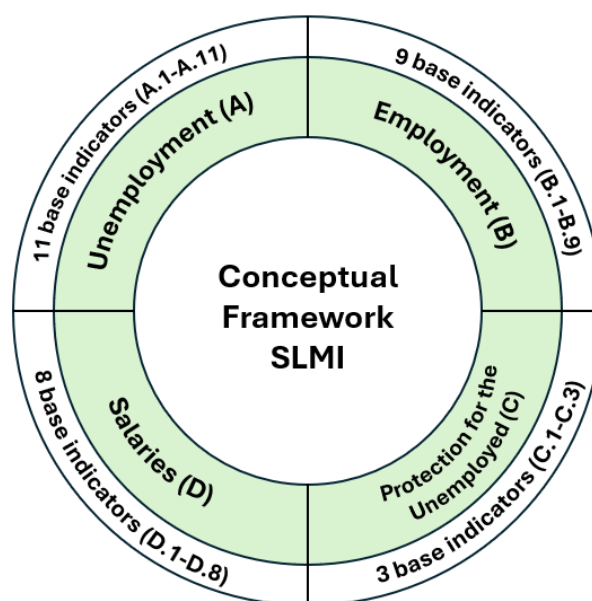 11 base indicators (A.1-A.11)
Unemployment (A)
9 base indicators (B.1-B.9)
Employment (B)
Conceptual
Framework
SLMI
8 base indicators (D.1-D.8)
Salaries (D)
Protection for the
Unemployed (C)
3 base indicators (C.1-C.3)